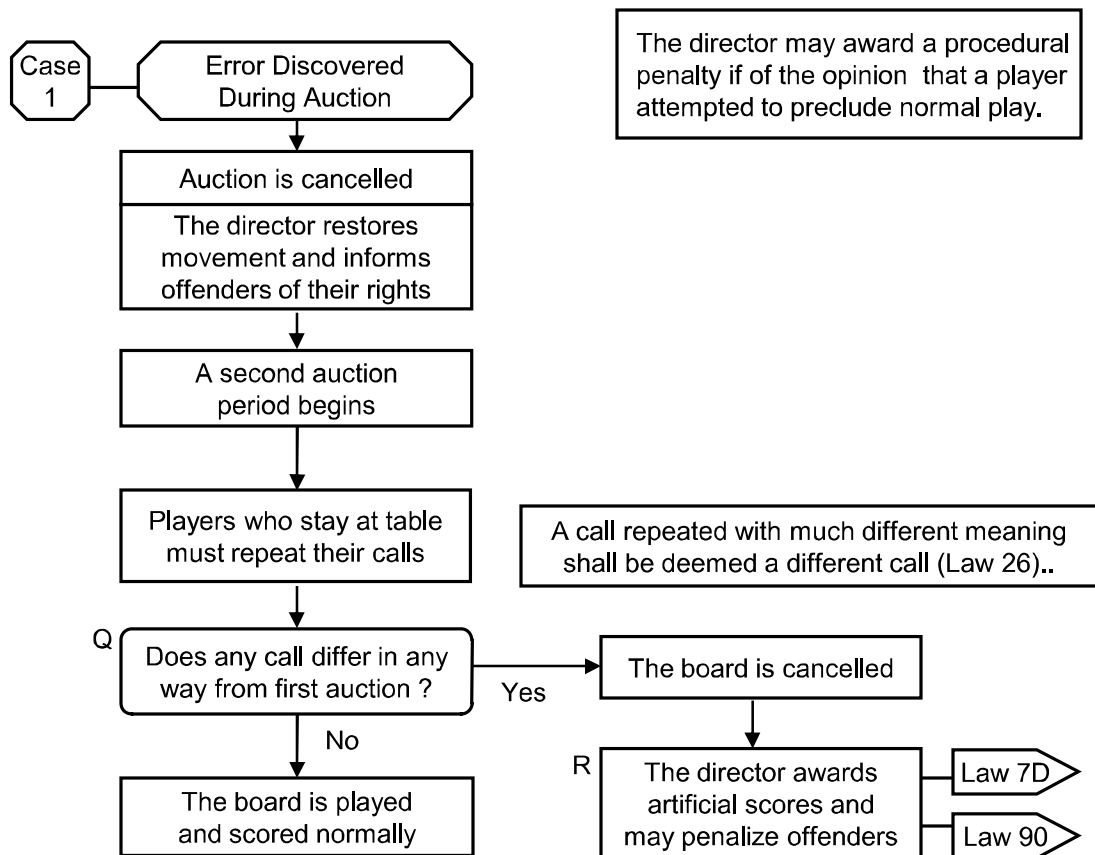 Case
1
Error Discovered
During Auction
The director may award a procedural
penalty if of the opinion that a player
attempted to preclude normal play.
Auction is cancelled
The director restores
movement and informs
offenders of their rights
A second auction
period begins
Players who stay at table
must repeat their calls
A call repeated with much different meaning
shall be deemed a different call (Law 26)..
Q
Does any call differ in any
way from first auction ?
Yes
The board is cancelled
No
The board is played
and scored normally
R
The director awards
artificial scores and
may penalize offenders
Law 7D
Law 90